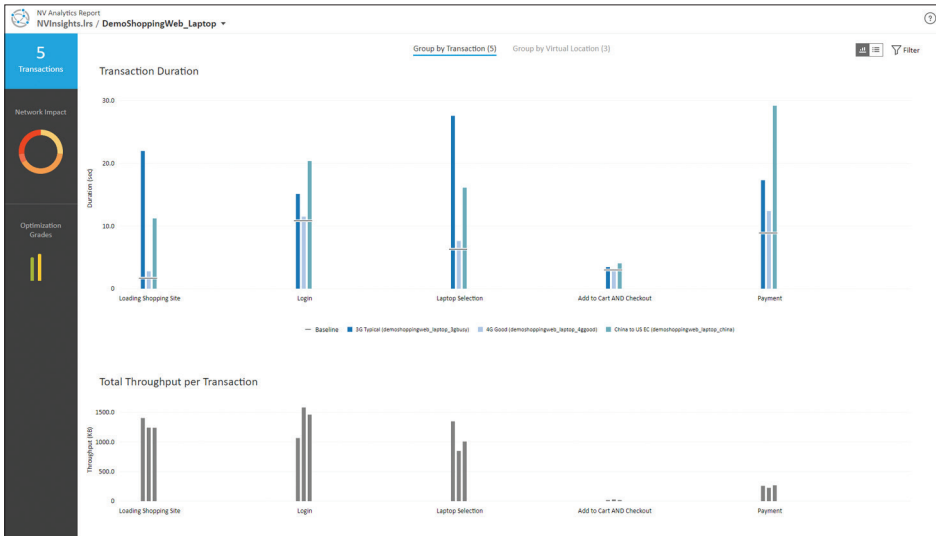 NV Analytics Report
NVInsights.lrs / DemoShoppingWeb_Laptop
5
Transactions
Network Impact
Optimization
Grades
Group by Transaction (5) Group by Virtual Location (3)
Filter
Transaction Duration
Duration (sec)
30.0
20.0
10.0
0
Loading Shopping Site Login Laptop Selection Add to Cart AND Checkout Payment
Baseline 3G Typical (demoshoppingweb_laptop_3gbusy) 4G Good (demoshoppingweb_laptop_4ggood) China to US EC (demoshoppingweb_laptop_china)
Total Throughput per Transaction
Throughput (KB)
1500.0
1000.0
500.0
0
Loading Shopping Site Login Laptop Selection Add to Cart AND Checkout Payment